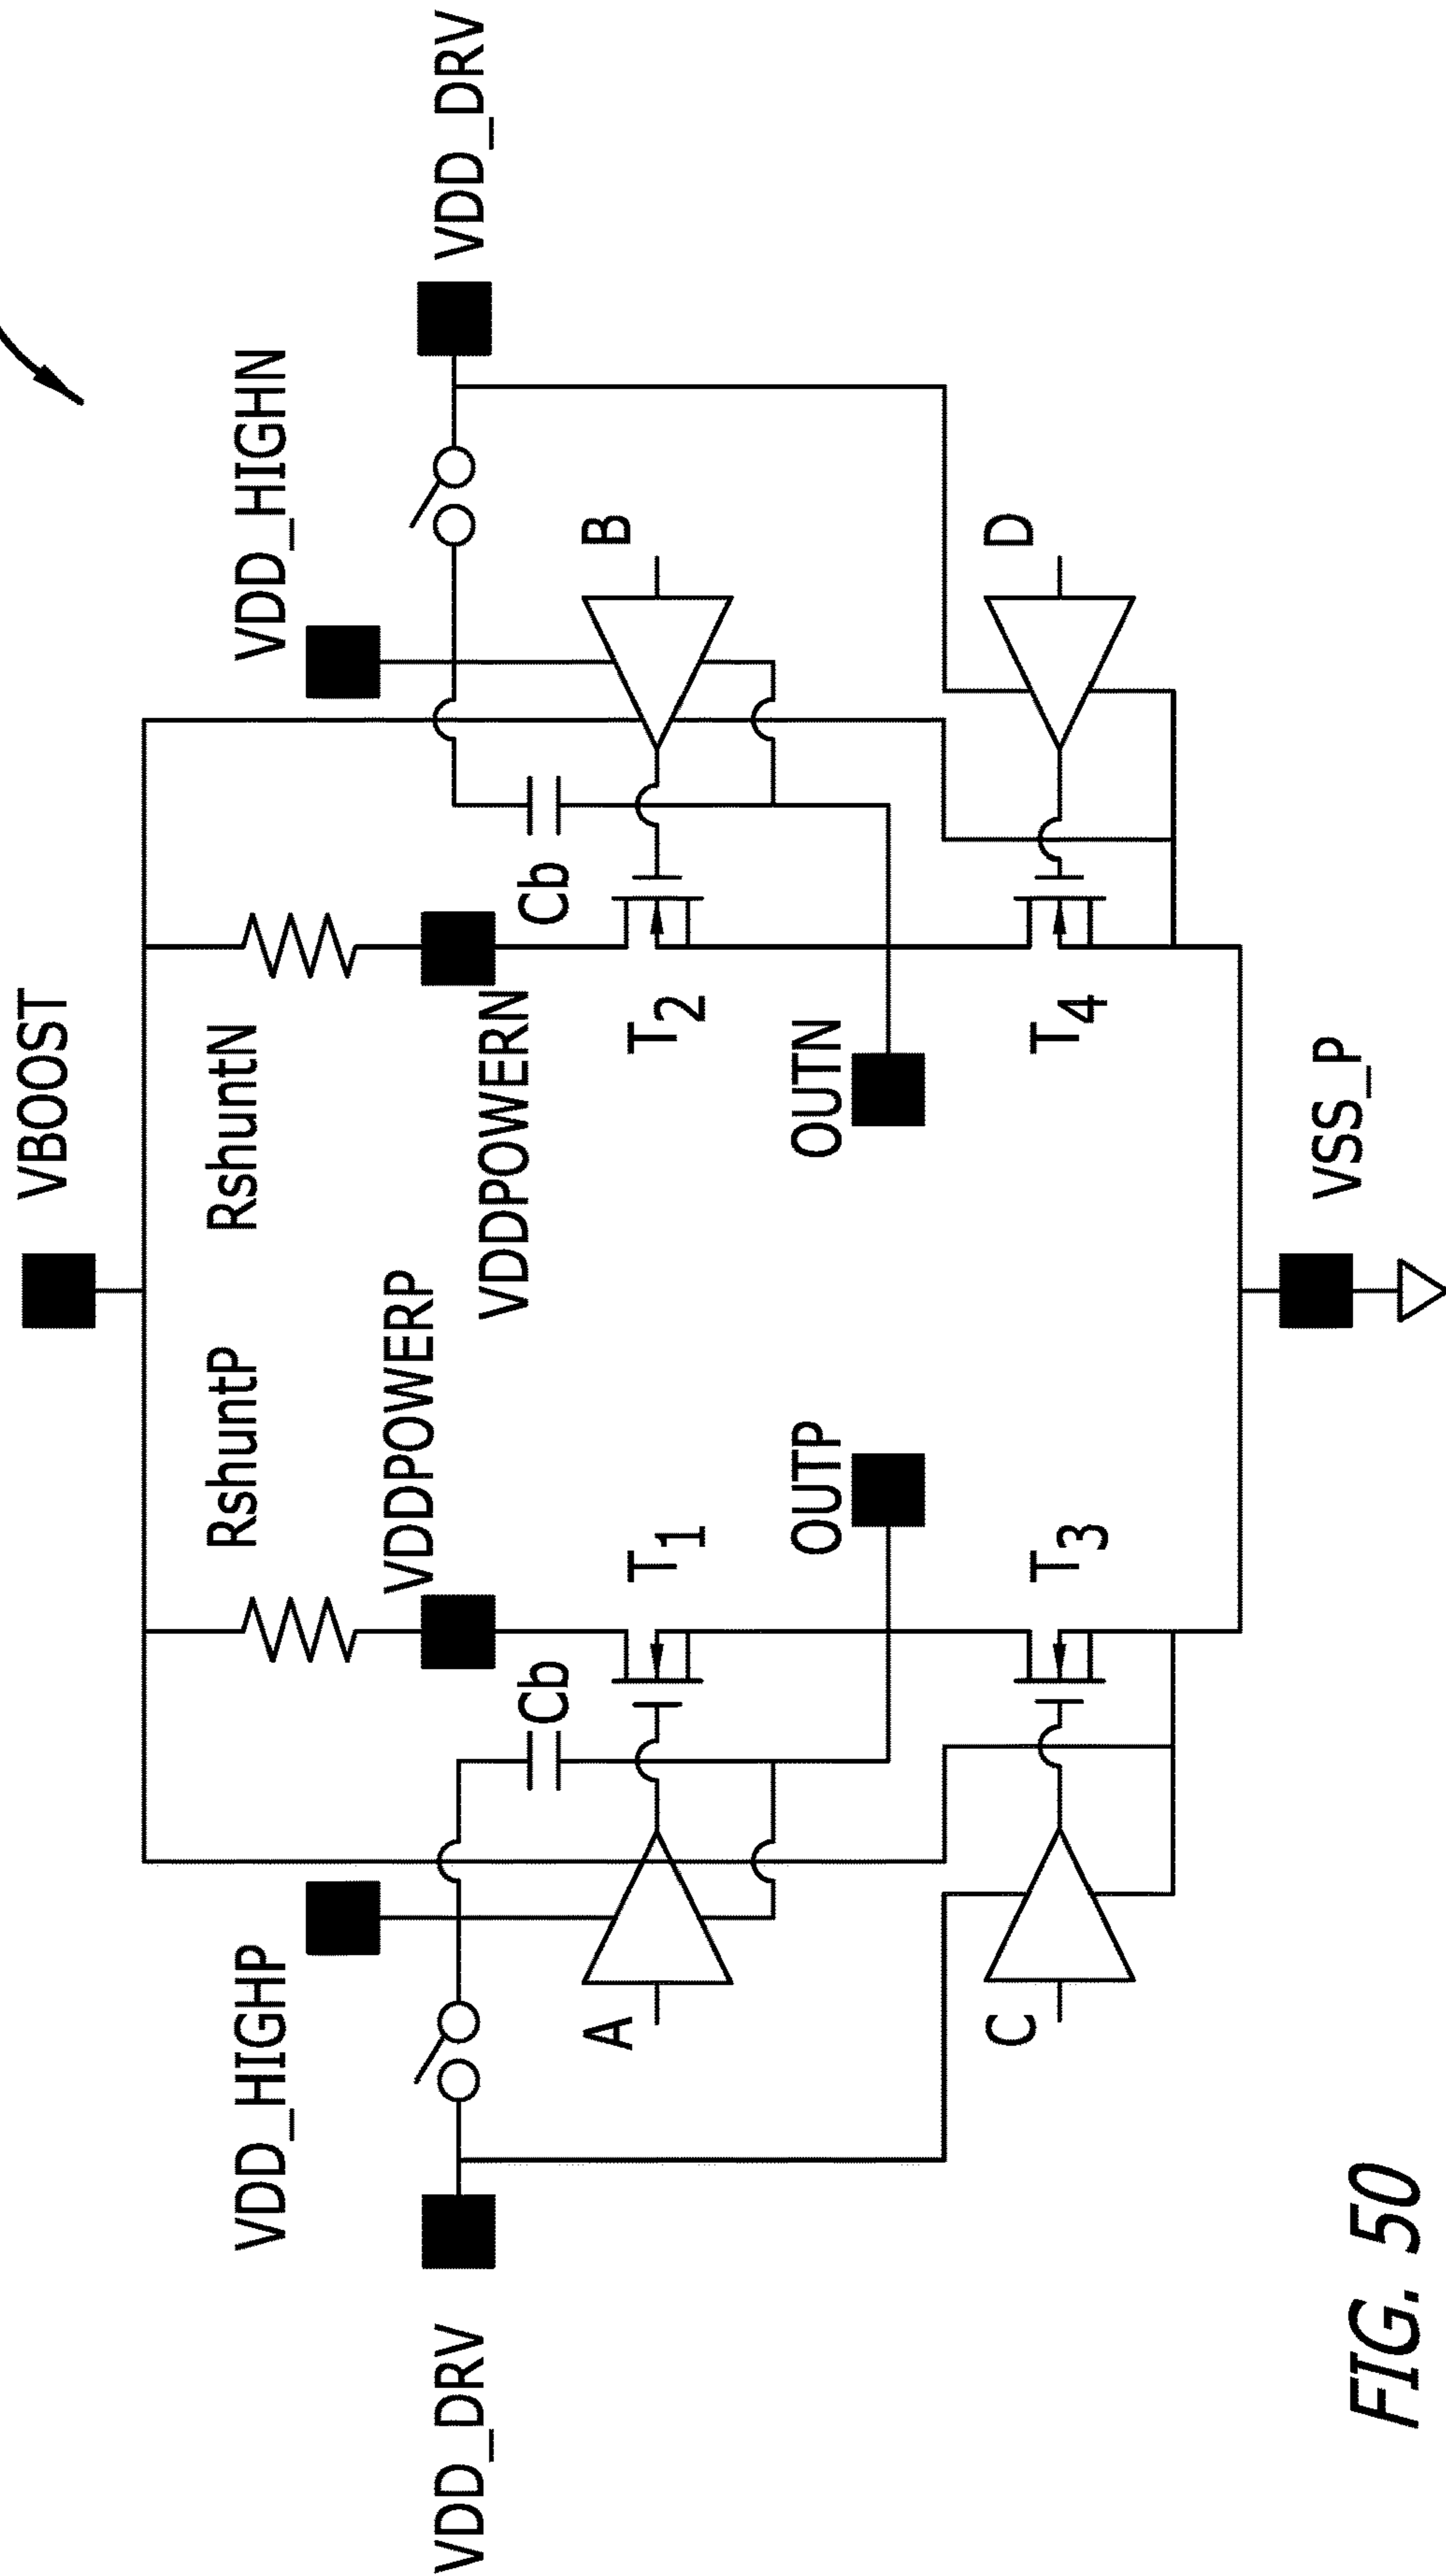 VBOOST
RshuntP
RshuntN
VDD_HIGHP
VDD_HIGHN
VDDPOWERP
VDD_DRV
VDD_DRV
VDDPOWERN
Cb
Cb
A
T1
T2
B
OUTP
OUTN
C
T3
T4
D
VSS_P
FIG. 50